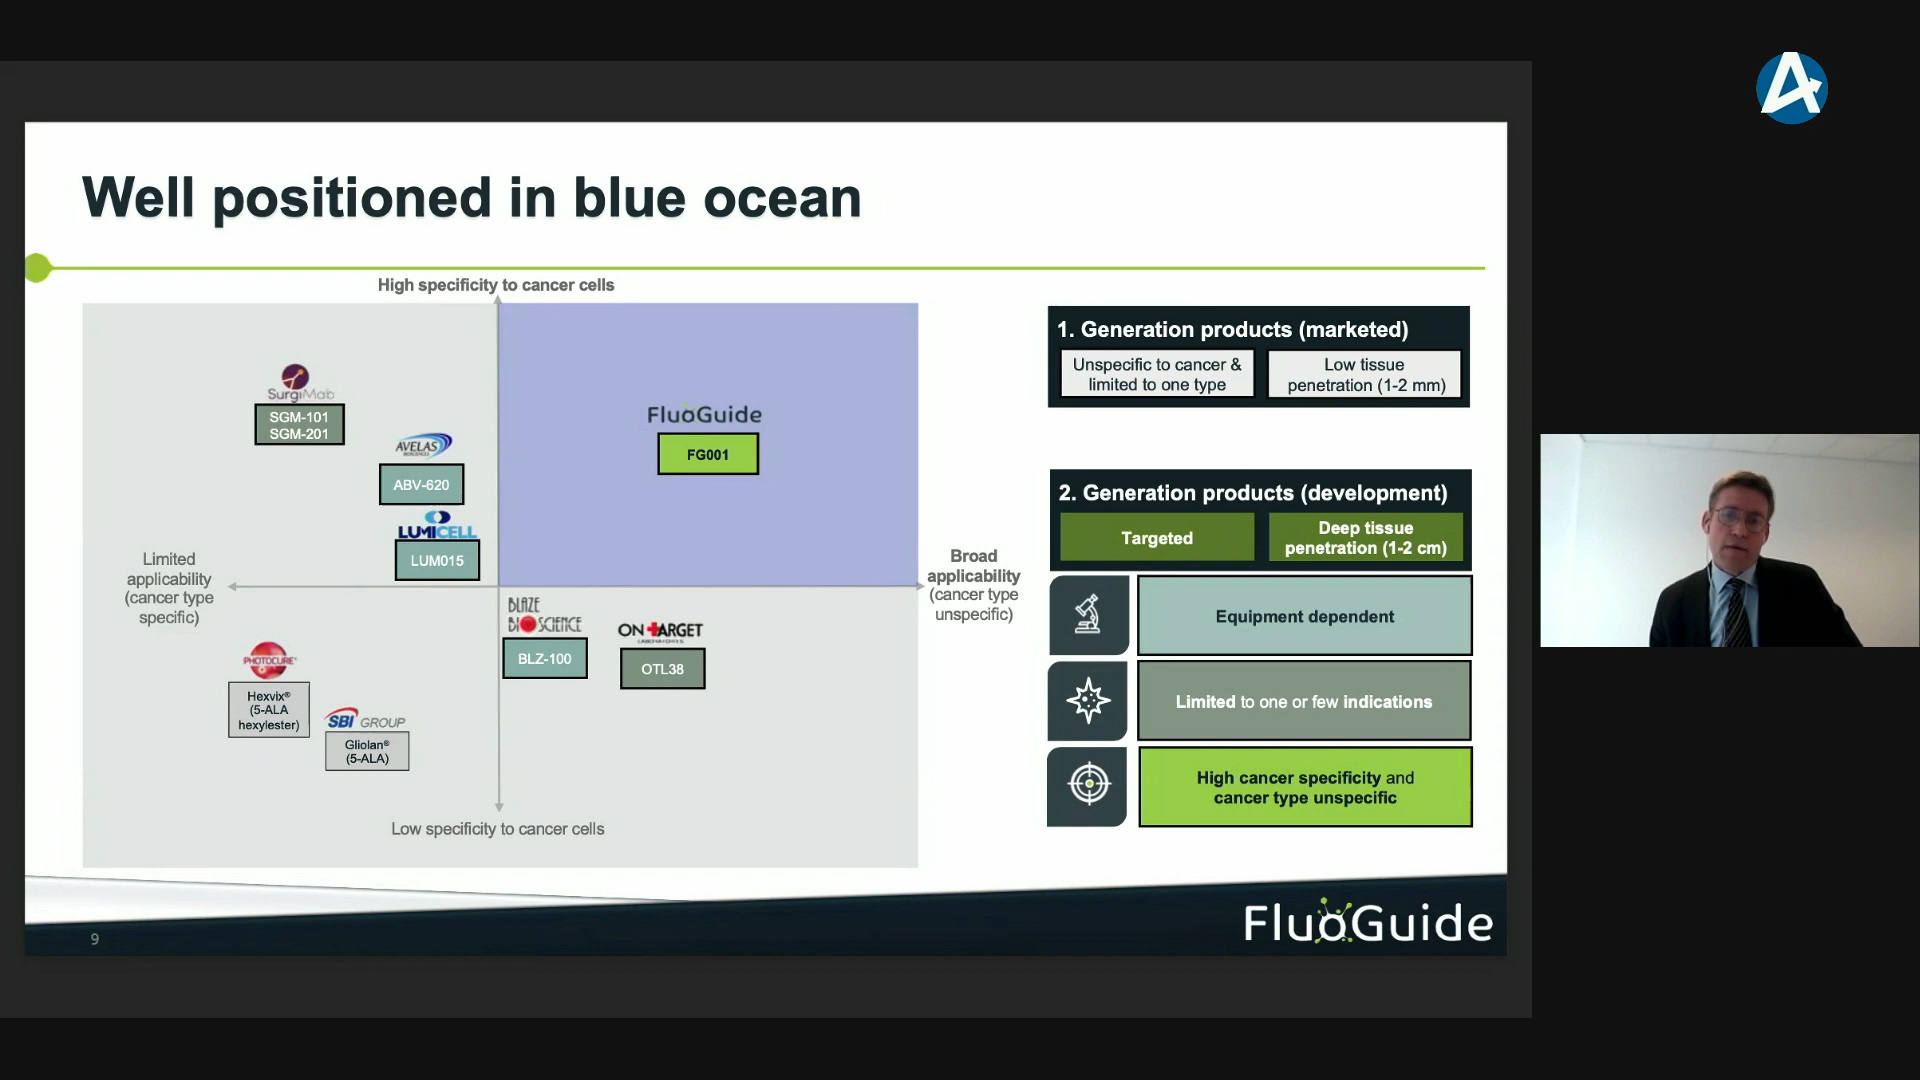 Well positioned in blue ocean
High specificity to cancer cells
SurgiMab
SGM-101
SGM-201
AVELAS
BIOSCIENCES
ABV-620
LUMICELL
LUM015
FluoGuide
FG001
Limited
applicability
(cancer type
specific)
Broad
applicability
(cancer type
unspecific)
BLAZE
BIOSCIENCE
BLZ-100
ON TARGET
LABORATORIES
OTL38
PHOTOCURE
Hexvix®
(5-ALA
hexylester)
SBI GROUP
Gliolan®
(5-ALA)
Low specificity to cancer cells
1. Generation products (marketed)
Unspecific to cancer &
limited to one type
Low tissue
penetration (1-2 mm)
2. Generation products (development)
Targeted
Deep tissue
penetration (1-2 cm)
Equipment dependent
Limited to one or few indications
High cancer specificity and
cancer type unspecific
9
FluoGuide